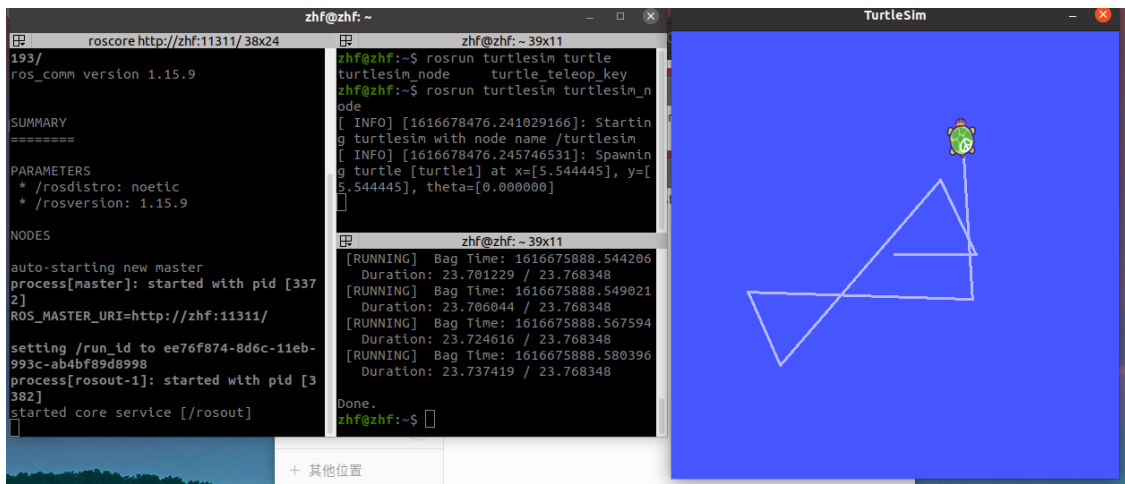 zhf@zhf: ~
roscore http://zhf:11311/ 38x24
193/
ros_comm version 1.15.9
SUMMARY
========
PARAMETERS
* /rosdistro: noetic
* /rosversion: 1.15.9
NODES
auto-starting new master
process[master]: started with pid [337
2]
ROS_MASTER_URI=http://zhf:11311/
setting /run_id to ee76f874-8d6c-11eb-
993c-ab4bf89d8998
process[rosout-1]: started with pid [3
382]
started core service [/rosout]
zhf@zhf: ~ 39x11
zhf@zhf:~$ rosrun turtlesim turtle
turtlesim_node turtle_teleop_key
zhf@zhf:~$ rosrun turtlesim turtlesim_n
ode
[ INFO] [1616678476.241029166]: Startin
g turtlesim with node name /turtlesim
[ INFO] [1616678476.245746531]: Spawnin
g turtle [turtle1] at x=[5.544445], y=[
5.544445], theta=[0.000000]
zhf@zhf: ~ 39x11
[RUNNING] Bag Time: 1616675888.544206
Duration: 23.701229 / 23.768348
[RUNNING] Bag Time: 1616675888.549021
Duration: 23.706044 / 23.768348
[RUNNING] Bag Time: 1616675888.567594
Duration: 23.724616 / 23.768348
[RUNNING] Bag Time: 1616675888.580396
Duration: 23.737419 / 23.768348
Done.
zhf@zhf:~$
TurtleSim
+ 其他位置